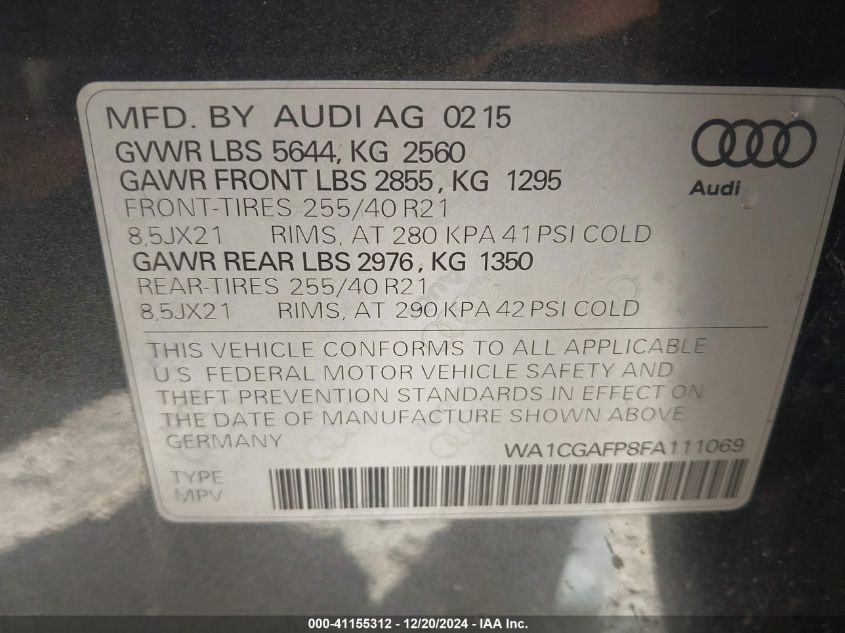 MFD. BY AUDI AG 02 15
GVWR LBS 5644, KG 2560
GAWR FRONT LBS 2855, KG 1295
FRONT-TIRES 255/40 R21
8,5JX21 RIMS, AT 280 KPA 41 PSI COLD
GAWR REAR LBS 2976, KG 1350
REAR-TIRES 255/40 R21
8,5JX21 RIMS, AT 290 KPA 42 PSI COLD
Audi
THIS VEHICLE CONFORMS TO ALL APPLICABLE
U.S. FEDERAL MOTOR VEHICLE SAFETY AND
THEFT PREVENTION STANDARDS IN EFFECT ON
THE DATE OF MANUFACTURE SHOWN ABOVE
GERMANY WA1CGAFP8FA111069
TYPE:
MPV
000-41155312 - 12/20/2024 - IAA Inc.